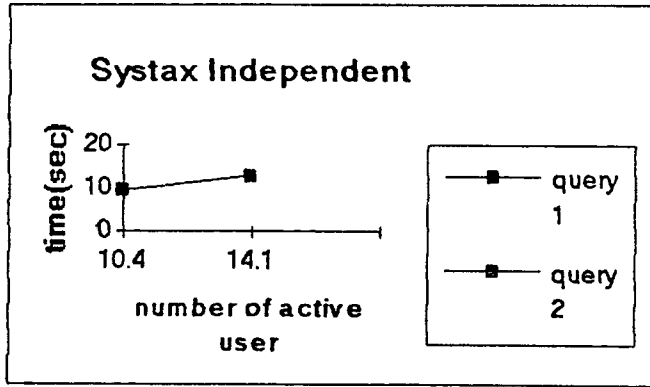 Systax Independent
time(sec)
20
10
0
10.4
14.1
number of active
user
query
1
query
2